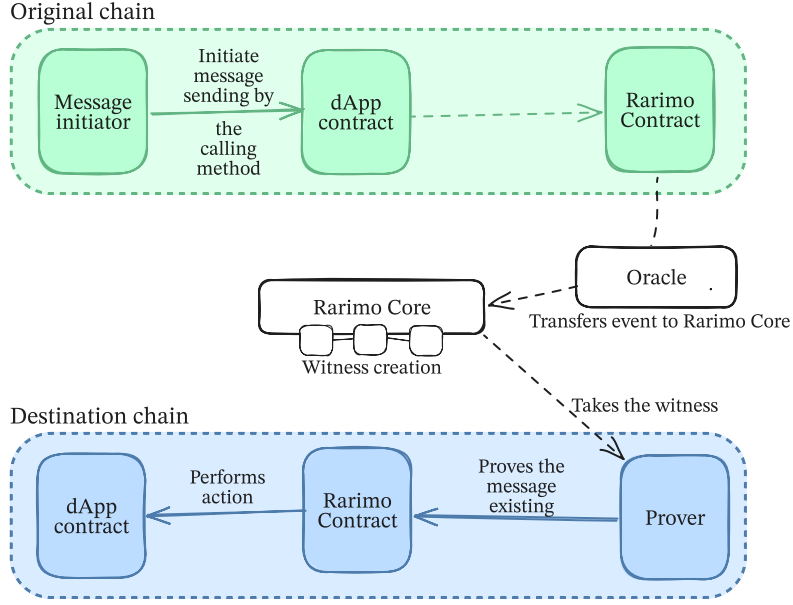 Original chain
Message
initiator
Initiate
message
sending by
the
calling
method
dApp
contract
Rarimo
Contract
Oracle
Transfers event to Rarimo Core
Rarimo Core
Witness creation
Takes the witness
Destination chain
dApp
contract
Performs
action
Rarimo
Contract
Proves the
message
existing
Prover